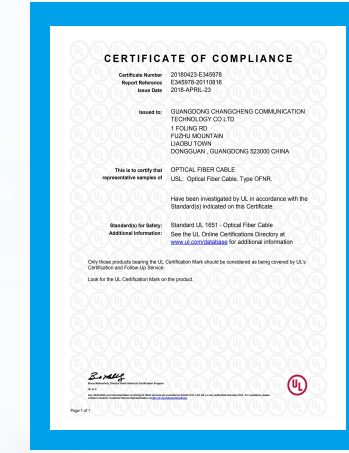 CERTIFICATE OF COMPLIANCE
Certificate Number 20180423-E345978
Report Reference E345978-20110816
Issue Date 2018-APRIL-23
Issued to: GUANGDONG CHANGCHENG COMMUNICATION
TECHNOLOGY CO LTD
1 FOLING RD
FUZHU MOUNTAIN
LIAOBU TOWN
DONGGUAN , GUANGDONG 523000 CHINA
This is to certify that OPTICAL FIBER CABLE
representative samples of USL: Optical Fiber Cable, Type OFNR.
Have been investigated by UL in accordance with the
Standard(s) indicated on this Certificate.
Standard(s) for Safety: Standard UL 1651 - Optical Fiber Cable
Additional Information: See the UL Online Certifications Directory at
www.ul.com/database for additional information
Only those products bearing the UL Certification Mark should be considered as being covered by UL's
Certification and Follow-Up Service.
Look for the UL Certification Mark on the product.
UL
Page 1 of 1